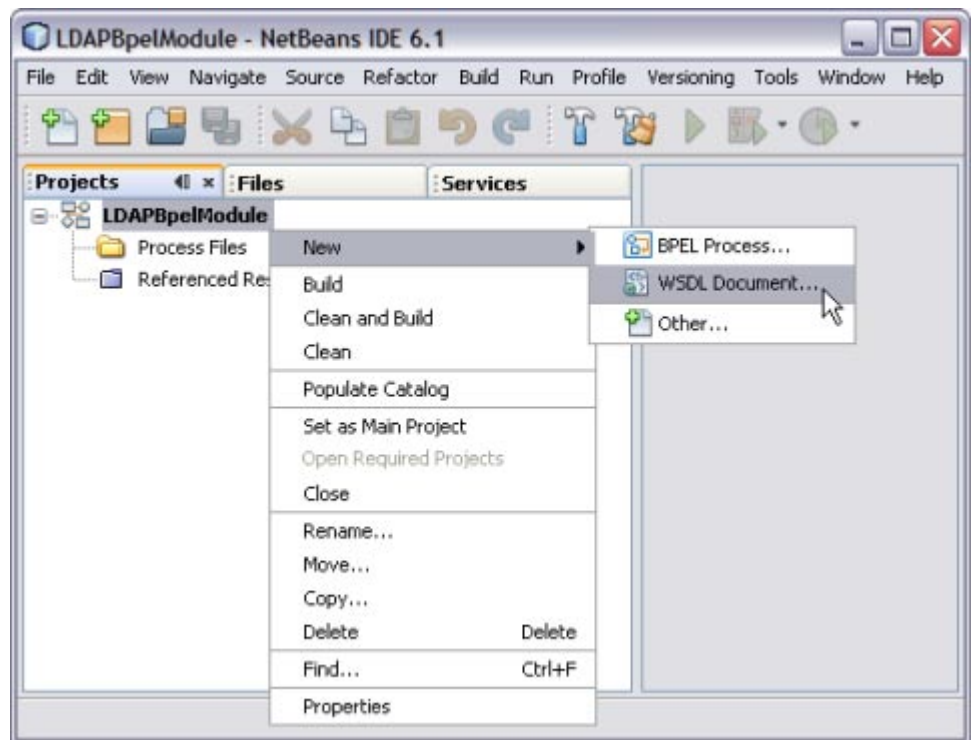 LDAPBpelModule - NetBeans IDE 6.1
File Edit View Navigate Source Refactor Build Run Profile Versioning Tools Window Help
Projects Files Services
LDAPBpelModule
Process Files
Referenced Re
New
Build
Clean and Build
Clean
Populate Catalog
Set as Main Project
Open Required Projects
Close
Rename...
Move...
Copy...
Delete Delete
Find... Ctrl+F
Properties
BPEL Process...
WSDL Document...
Other...